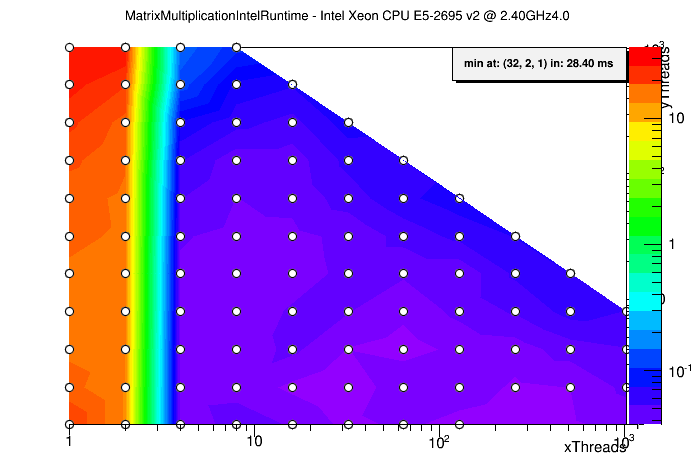 MatrixMultiplicationIntelRuntime - Intel Xeon CPU E5-2695 v2 @ 2.40GHz4.0
min at: (32, 2, 1) in: 28.40 ms
yThreads
10
1
10⁻¹
1
10
10²
10³
xThreads